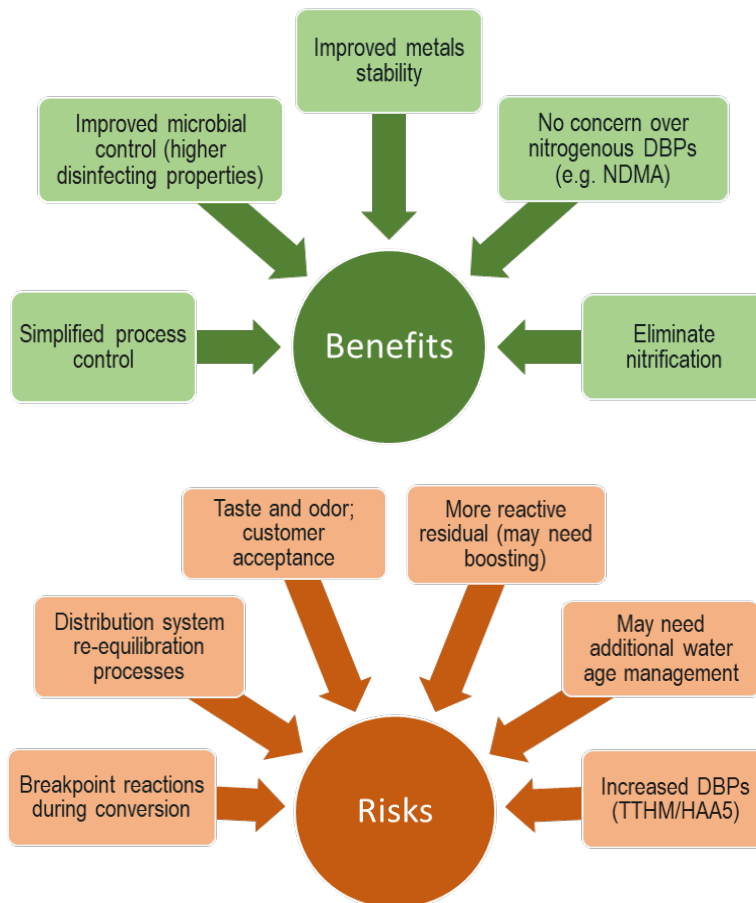 Improved metals
stability
Improved microbial
control (higher
disinfecting properties)
No concern over
nitrogenous DBPs
(e.g. NDMA)
Simplified process
control
Benefits
Eliminate
nitrification
Taste and odor;
customer
acceptance
More reactive
residual (may need
boosting)
Distribution system
re-equilibration
processes
May need
additional water
age management
Breakpoint reactions
during conversion
Risks
Increased DBPs
(TTHM/HAA5)